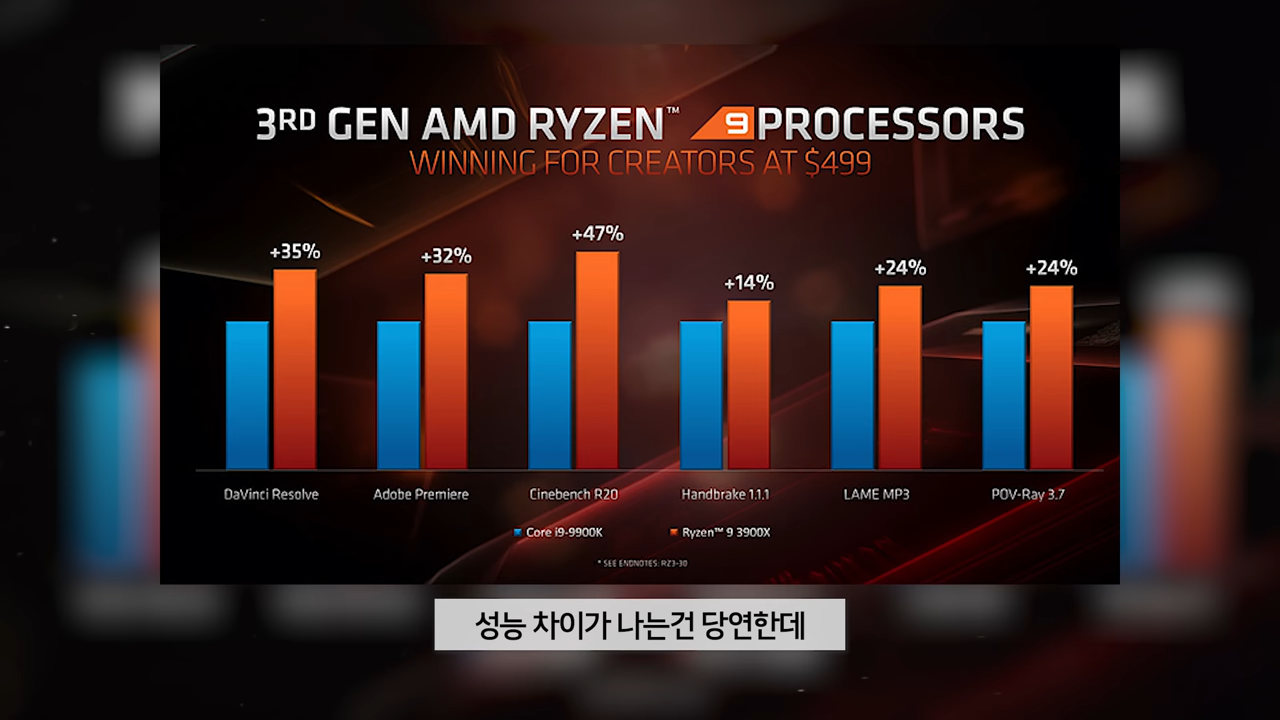 3RD GEN AMD RYZEN™ 9 PROCESSORS
WINNING FOR CREATORS AT $499
+35%
+32%
+47%
+14%
+24%
+24%
DaVinci Resolve
Adobe Premiere
Cinebench R20
Handbrake 1.1.1
LAME MP3
POV-Ray 3.7
Core i9-9900K
Ryzen™ 9 3900X
* SEE ENDNOTES: RZ3-30
성능 차이가 나는건 당연한데